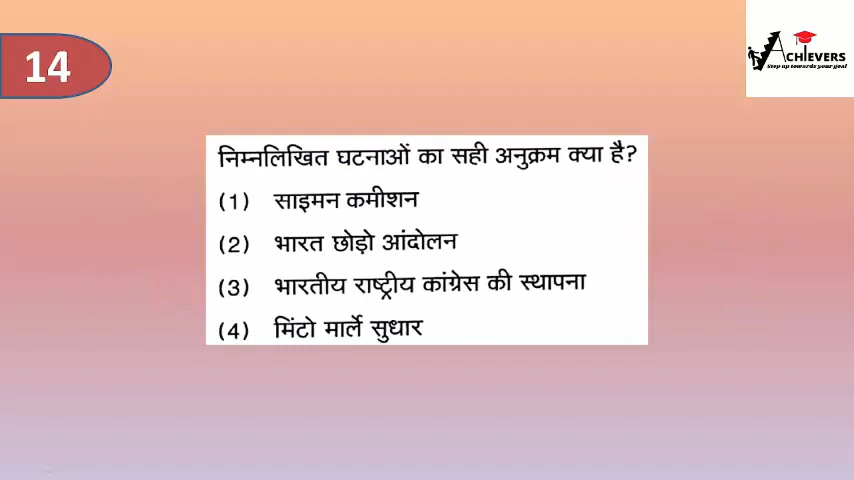 14
ACHIEVERS
Step up towards your goal
निम्नलिखित घटनाओं का सही अनुक्रम क्या है?
(1) साइमन कमीशन
(2) भारत छोड़ो आंदोलन
(3) भारतीय राष्ट्रीय कांग्रेस की स्थापना
(4) मिंटो मार्ले सुधार